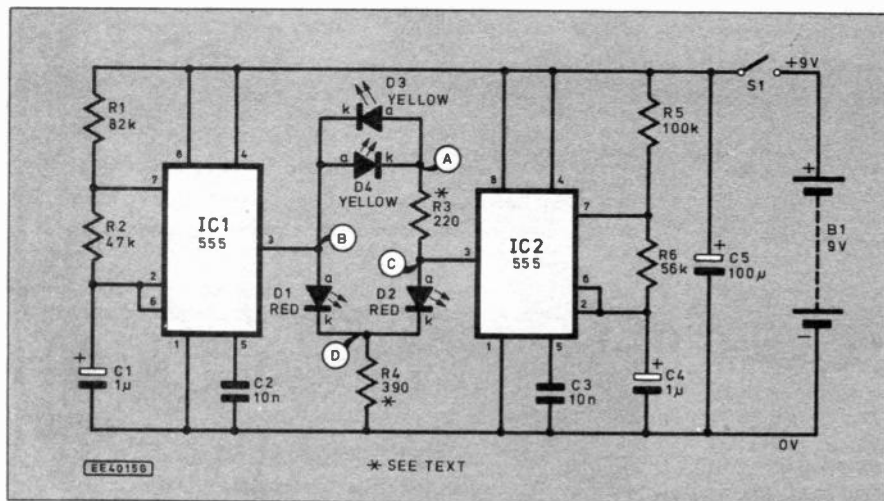 D3
YELLOW
k
a
a
k
D4
YELLOW
A
R1
82k
R2
47k
8
4
7
IC1
555
3
2
6
1
5
C1
1µ
+
C2
10n
B
*
R3
220
C
a
D1
RED
k
a
D2
RED
k
D
R4
390
*
8
4
IC2
555
3
7
6
2
1
5
C3
10n
R5
100k
R6
56k
+
C4
1µ
+
C5
100µ
S1
+9V
+
B1
9V
–
0V
EE4015G
* SEE TEXT